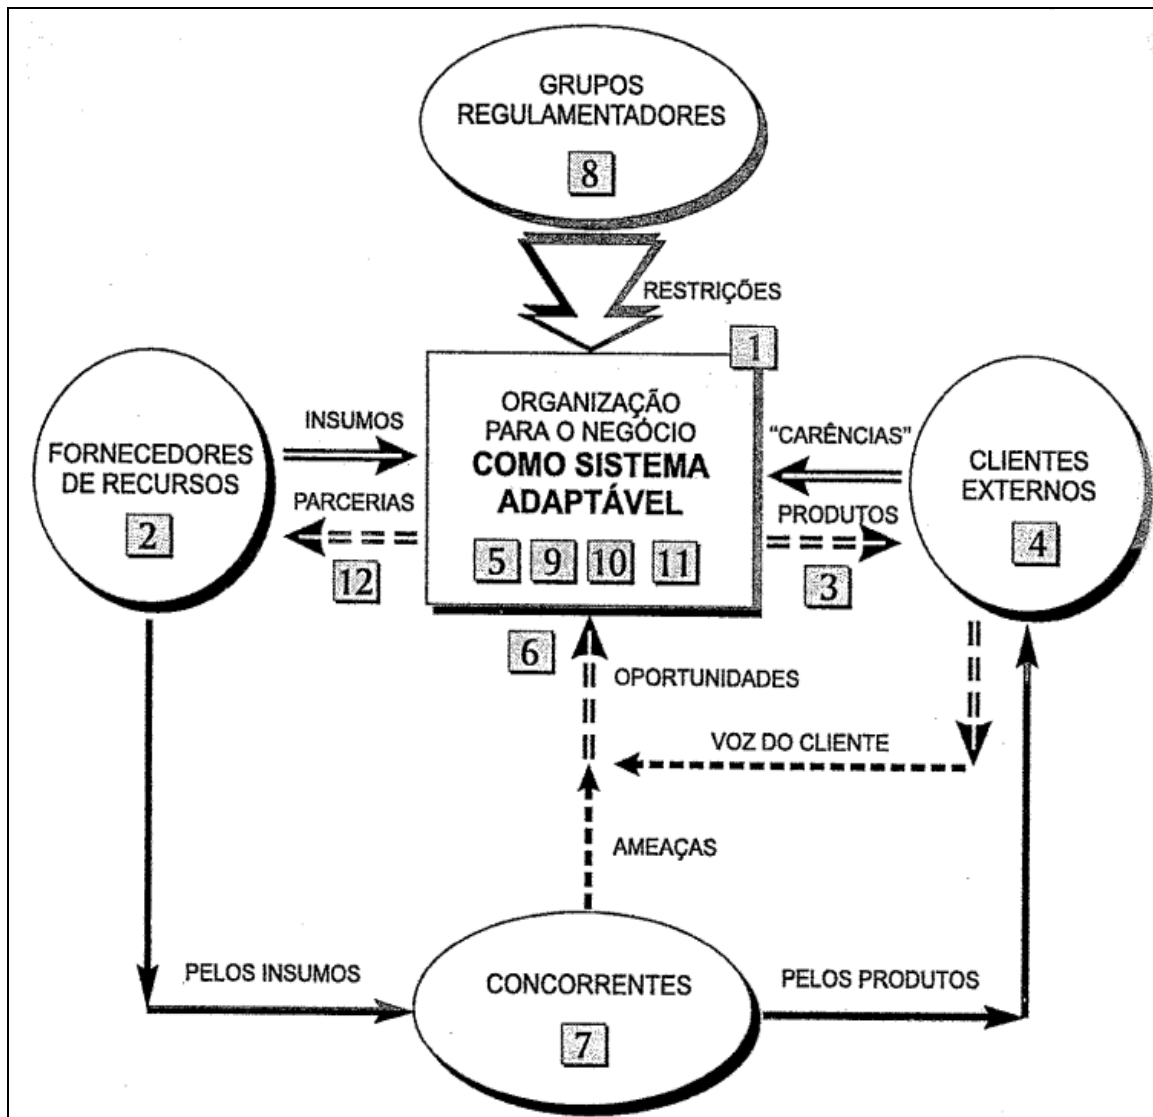 GRUPOS
REGULAMENTADORES
8
RESTRIÇÕES
1
ORGANIZAÇÃO
PARA O NEGÓCIO
COMO SISTEMA
ADAPTÁVEL
5 9 10 11
INSUMOS
FORNECEDORES
DE RECURSOS
2
PARCERIAS
12
"CARÊNCIAS"
PRODUTOS
3
CLIENTES
EXTERNOS
4
6
OPORTUNIDADES
VOZ DO CLIENTE
AMEAÇAS
PELOS INSUMOS
CONCORRENTES
7
PELOS PRODUTOS